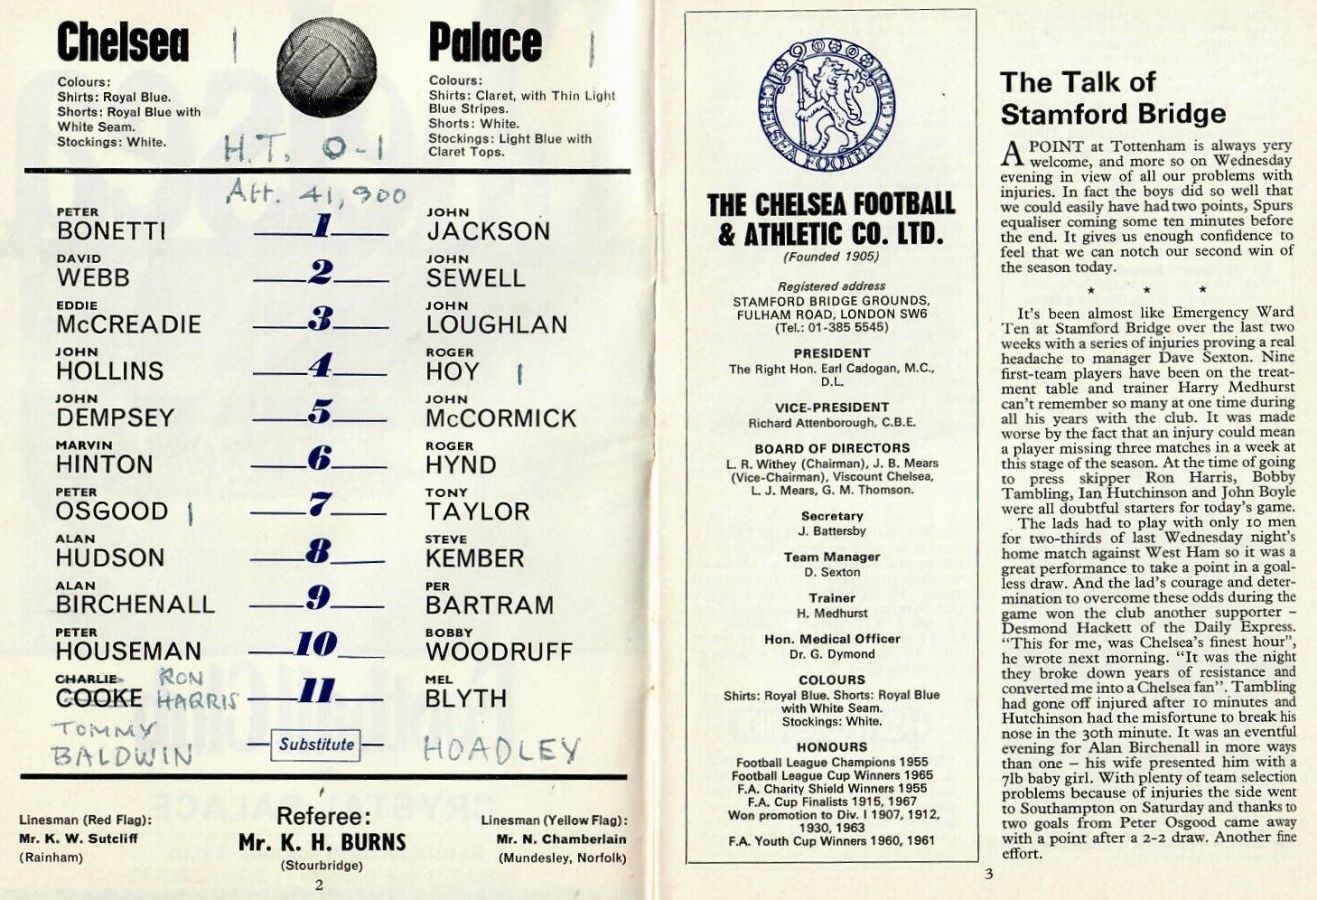 Chelsea 1
Colours:
Shirts: Royal Blue.
Shorts: Royal Blue with
White Seam.
Stockings: White.
Palace 1
Colours:
Shirts: Claret, with Thin Light
Blue Stripes.
Shorts: White.
Stockings: Light Blue with
Claret Tops.
H.T. 0-1
Att. 41,900
PETER BONETTI 1 JOHN JACKSON
DAVID WEBB 2 JOHN SEWELL
EDDIE McCREADIE 3 JOHN LOUGHLAN
JOHN HOLLINS 4 ROGER HOY 1
JOHN DEMPSEY 5 JOHN McCORMICK
MARVIN HINTON 6 ROGER HYND
PETER OSGOOD 1 7 TONY TAYLOR
ALAN HUDSON 8 STEVE KEMBER
ALAN BIRCHENALL 9 PER BARTRAM
PETER HOUSEMAN 10 BOBBY WOODRUFF
CHARLIE COOKE RON HARRIS 11 MEL BLYTH
TOMMY BALDWIN Substitute HOADLEY
Linesman (Red Flag):
Mr. K. W. Sutcliff
(Rainham)
Referee:
Mr. K. H. BURNS
(Stourbridge)
Linesman (Yellow Flag):
Mr. N. Chamberlain
(Mundesley, Norfolk)
2
CHELSEA FOOTBALL CLUB
THE CHELSEA FOOTBALL
& ATHLETIC CO. LTD.
(Founded 1905)
Registered address
STAMFORD BRIDGE GROUNDS,
FULHAM ROAD, LONDON SW6
(Tel.: 01-385 5545)
PRESIDENT
The Right Hon. Earl Cadogan, M.C.,
D.L.
VICE-PRESIDENT
Richard Attenborough, C.B.E.
BOARD OF DIRECTORS
L. R. Withey (Chairman), J. B. Mears
(Vice-Chairman), Viscount Chelsea,
L. J. Mears, G. M. Thomson.
Secretary
J. Battersby
Team Manager
D. Sexton
Trainer
H. Medhurst
Hon. Medical Officer
Dr. G. Dymond
COLOURS
Shirts: Royal Blue. Shorts: Royal Blue
with White Seam.
Stockings: White.
HONOURS
Football League Champions 1955
Football League Cup Winners 1965
F.A. Charity Shield Winners 1955
F.A. Cup Finalists 1915, 1967
Won promotion to Div. I 1907, 1912,
1930, 1963
F.A. Youth Cup Winners 1960, 1961
The Talk of
Stamford Bridge
A POINT at Tottenham is always yery
welcome, and more so on Wednesday
evening in view of all our problems with
injuries. In fact the boys did so well that
we could easily have had two points, Spurs
equaliser coming some ten minutes before
the end. It gives us enough confidence to
feel that we can notch our second win of
the season today.
* * *
It's been almost like Emergency Ward
Ten at Stamford Bridge over the last two
weeks with a series of injuries proving a real
headache to manager Dave Sexton. Nine
first-team players have been on the treat-
ment table and trainer Harry Medhurst
can't remember so many at one time during
all his years with the club. It was made
worse by the fact that an injury could mean
a player missing three matches in a week at
this stage of the season. At the time of going
to press skipper Ron Harris, Bobby
Tambling, Ian Hutchinson and John Boyle
were all doubtful starters for today's game.
The lads had to play with only 10 men
for two-thirds of last Wednesday night's
home match against West Ham so it was a
great performance to take a point in a goal-
less draw. And the lad's courage and deter-
mination to overcome these odds during the
game won the club another supporter –
Desmond Hackett of the Daily Express.
"This for me, was Chelsea's finest hour",
he wrote next morning. "It was the night
they broke down years of resistance and
converted me into a Chelsea fan". Tambling
had gone off injured after 10 minutes and
Hutchinson had the misfortune to break his
nose in the 30th minute. It was an eventful
evening for Alan Birchenall in more ways
than one – his wife presented him with a
7lb baby girl. With plenty of team selection
problems because of injuries the side went
to Southampton on Saturday and thanks to
two goals from Peter Osgood came away
with a point after a 2-2 draw. Another fine
effort.
3